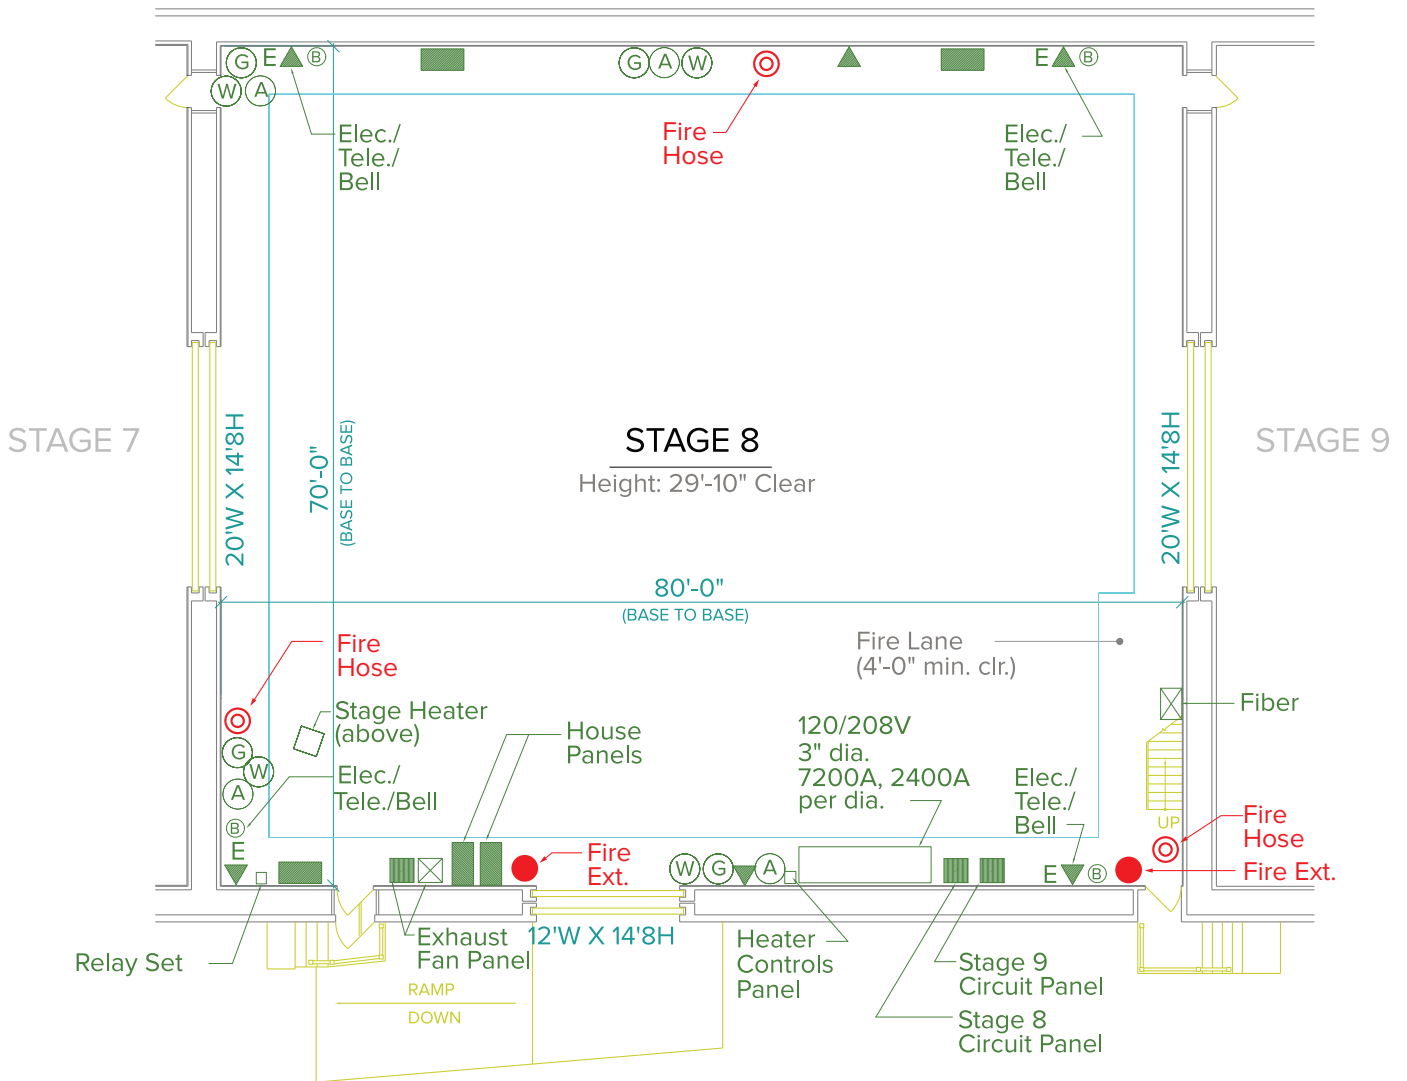 G E B
W A
G A W
E B
Elec./
Tele./
Bell
Fire
Hose
Elec./
Tele./
Bell
STAGE 7
20'W X 14'8H
70'-0"
(BASE TO BASE)
STAGE 8
Height: 29'-10" Clear
20'W X 14'8H
STAGE 9
80'-0"
(BASE TO BASE)
Fire
Hose
Fire Lane
(4'-0" min. clr.)
Stage Heater
(above)
G
W
A
B
E
Elec./
Tele./Bell
House
Panels
120/208V
3" dia.
7200A, 2400A
per dia.
Elec./
Tele./
Bell
Fiber
UP
Fire
Hose
Fire Ext.
Fire
Ext.
W G A
E B
Relay Set
Exhaust
Fan Panel
12'W X 14'8H
Heater
Controls
Panel
Stage 9
Circuit Panel
Stage 8
Circuit Panel
RAMP
DOWN